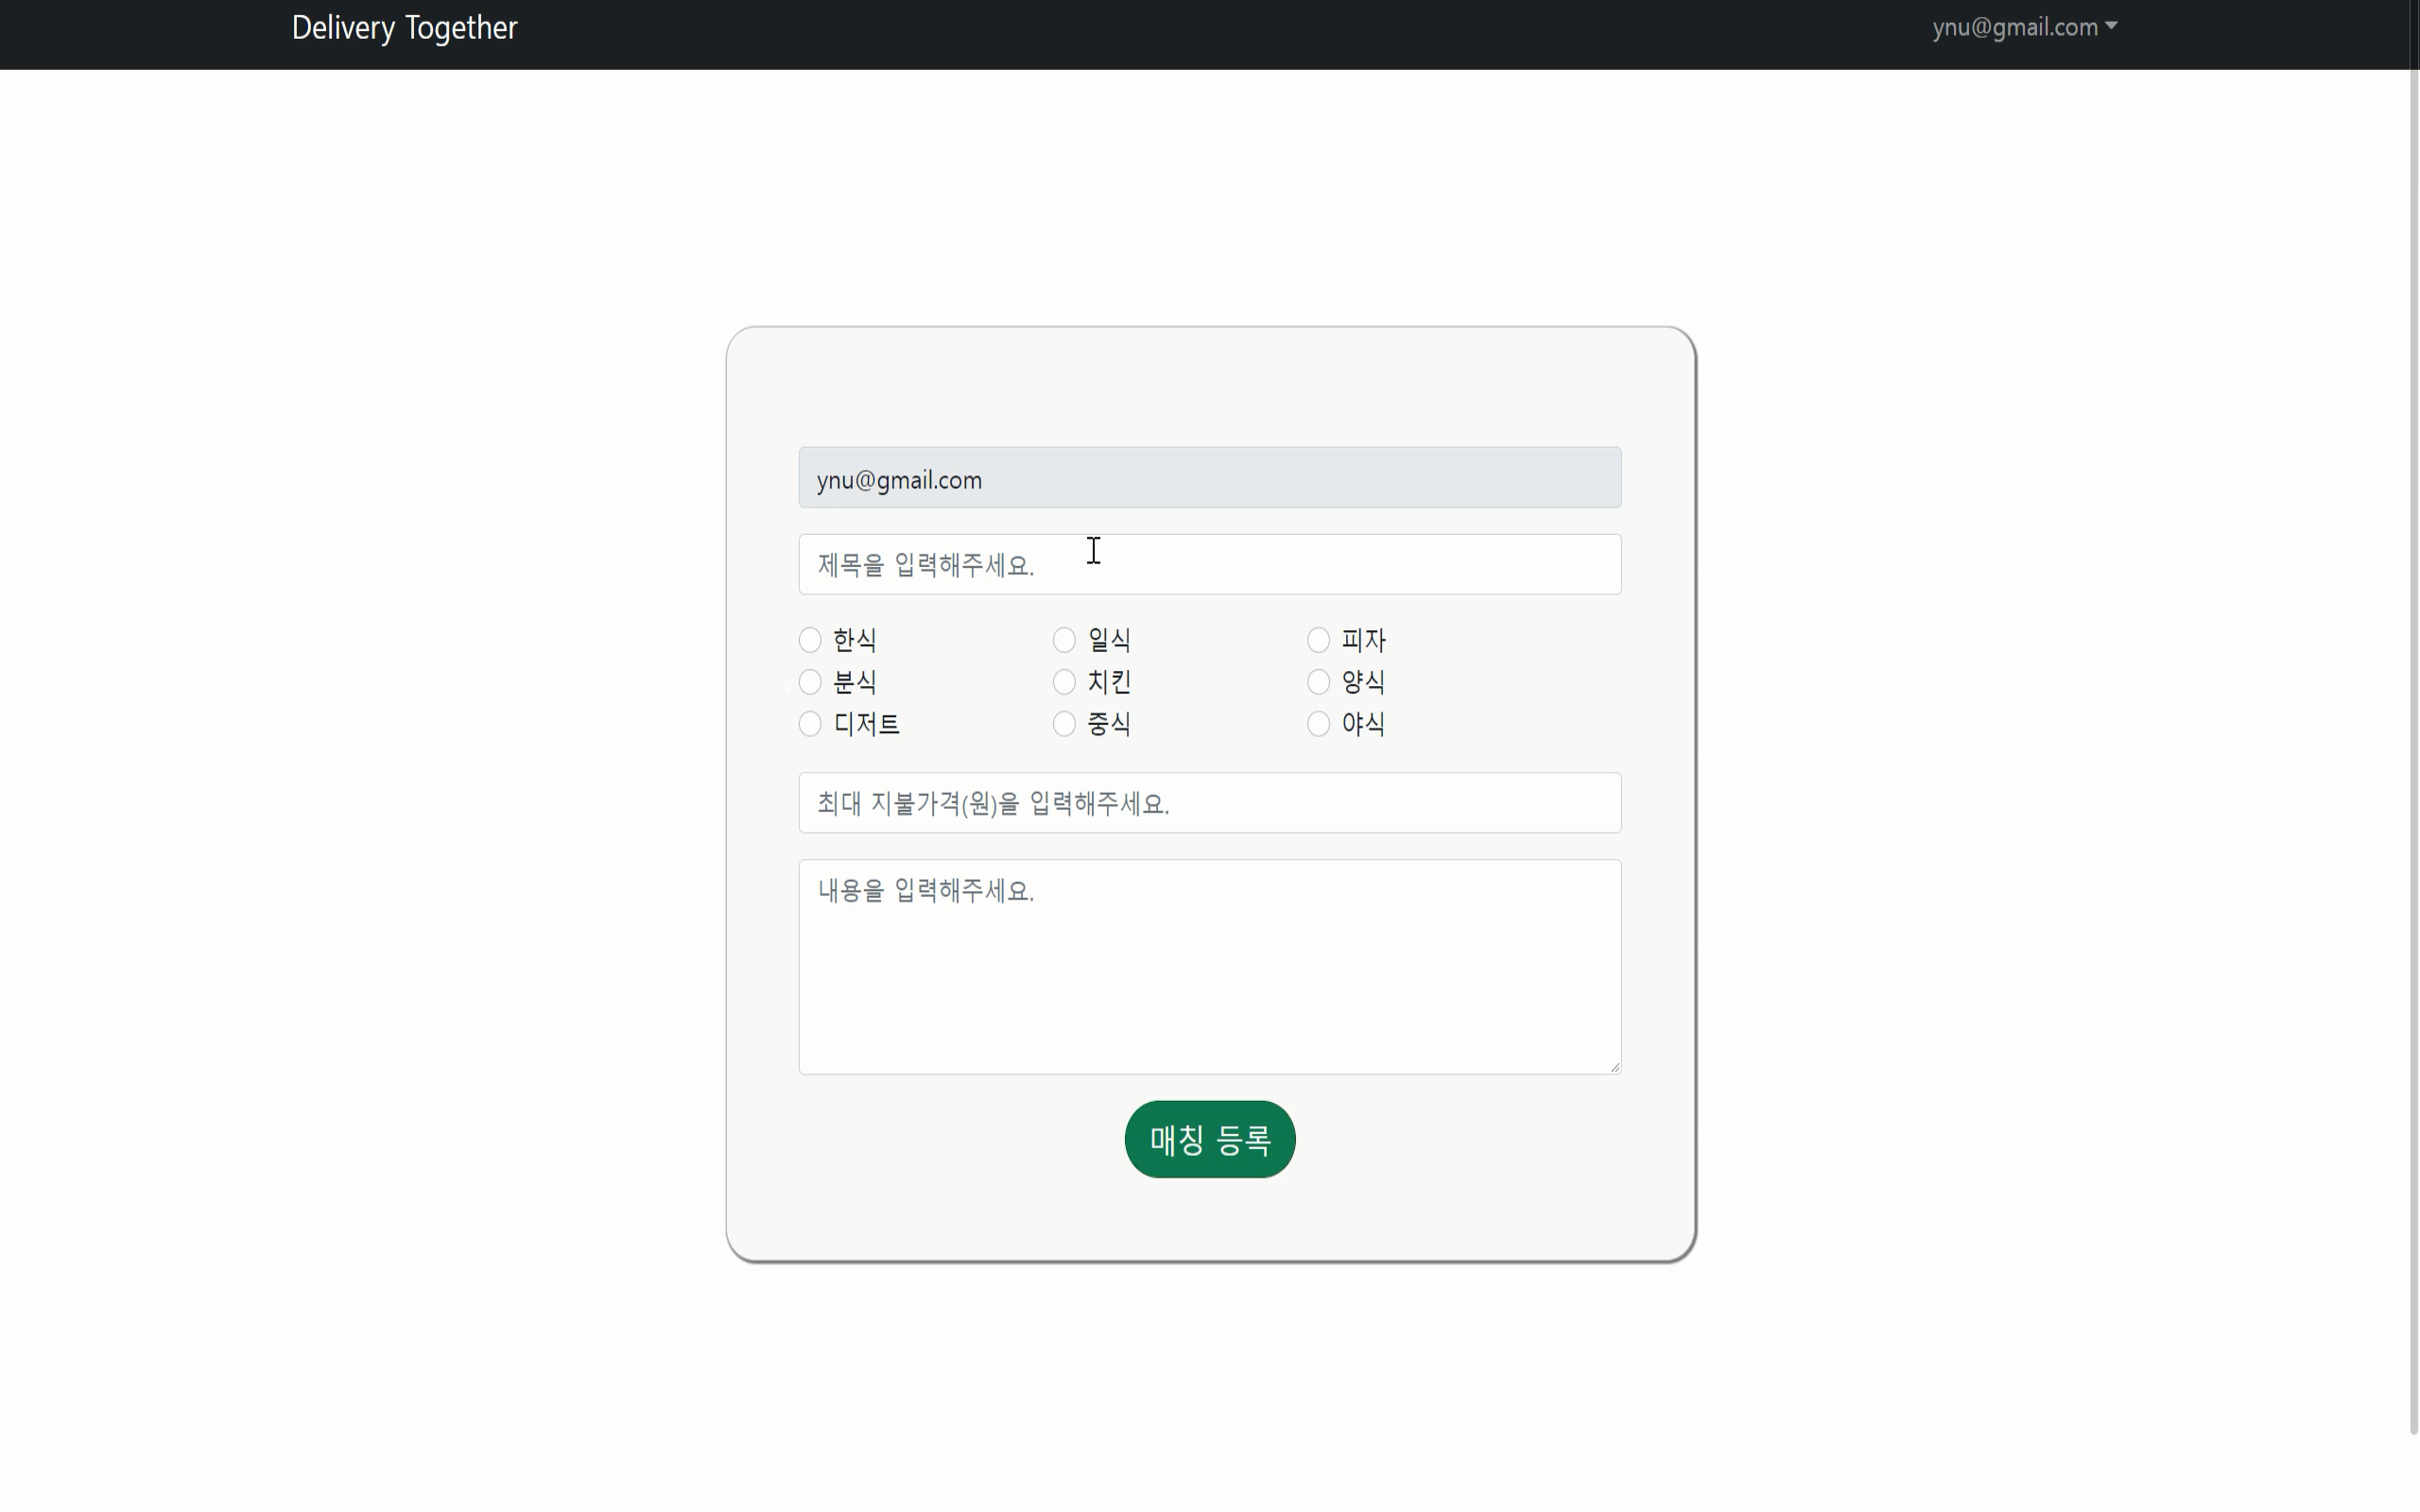 Delivery Together ynu@gmail.com
ynu@gmail.com
제목을 입력해주세요.
한식 일식 피자
분식 치킨 양식
디저트 중식 야식
최대 지불가격(원)을 입력해주세요.
내용을 입력해주세요.
매칭 등록